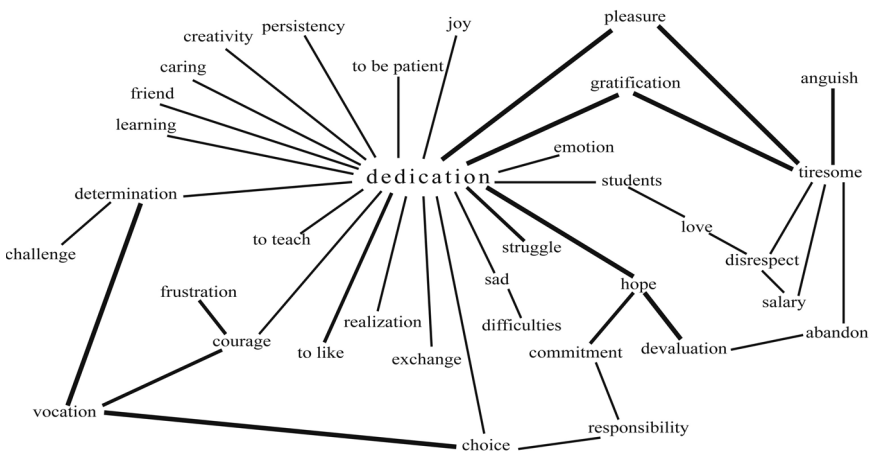 pleasure
joy
persistency
creativity
to be patient
caring
gratification
anguish
friend
learning
emotion
dedication
tiresome
students
determination
love
to teach
struggle
challenge
disrespect
sad
hope
frustration
salary
realization
difficulties
abandon
courage
to like
exchange
commitment
devaluation
vocation
responsibility
choice